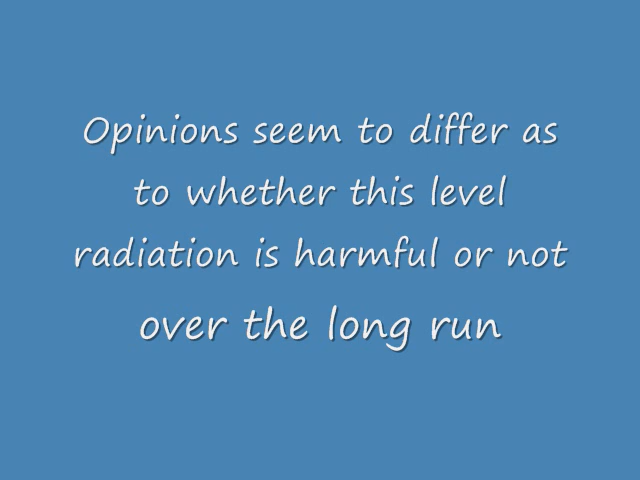 Opinions seem to differ as
to whether this level
radiation is harmful or not
over the long run